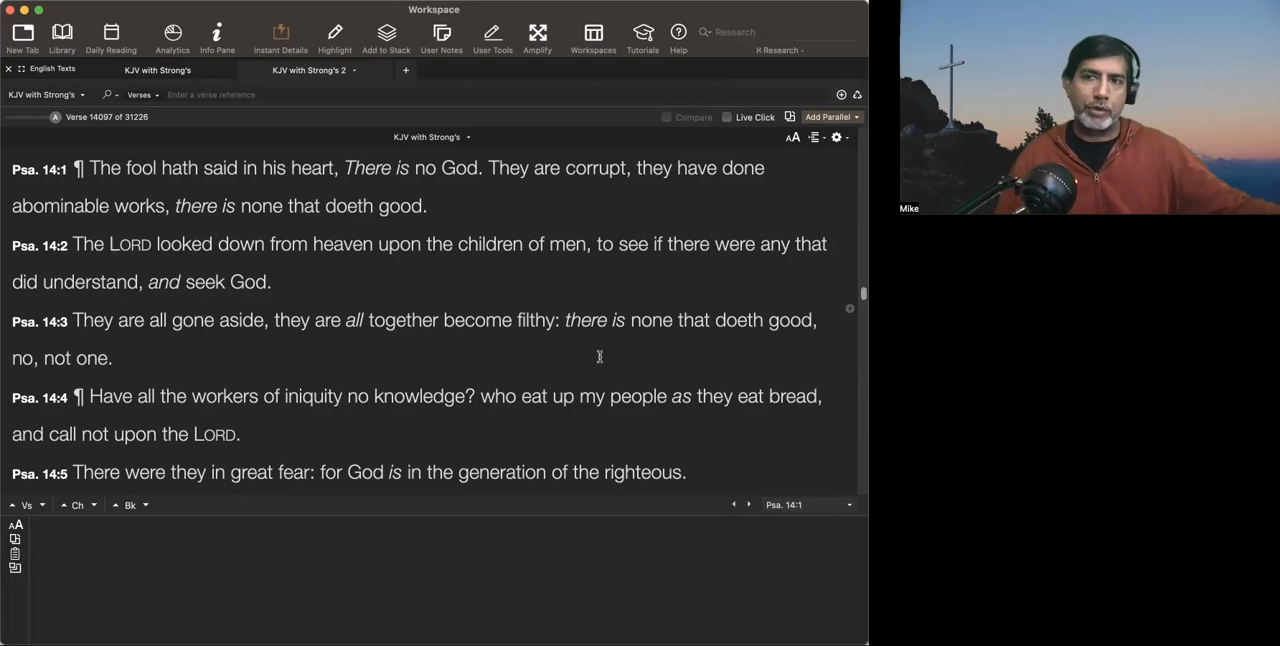 Workspace
New Tab Library Daily Reading Analytics Info Pane Instant Details Highlight Add to Stack User Notes User Tools Amplify Workspaces Tutorials Help Research
Research -
English Texts KJV with Strong's KJV with Strong's 2
KJV with Strong's Verses Enter a verse reference
Verse 14097 of 31226 Compare Live Click Add Parallel
KJV with Strong's
Psa. 14:1 ¶ The fool hath said in his heart, There is no God. They are corrupt, they have done
abominable works, there is none that doeth good.
Psa. 14:2 The LORD looked down from heaven upon the children of men, to see if there were any that
did understand, and seek God.
Psa. 14:3 They are all gone aside, they are all together become filthy: there is none that doeth good,
no, not one.
Psa. 14:4 ¶ Have all the workers of iniquity no knowledge? who eat up my people as they eat bread,
and call not upon the LORD.
Psa. 14:5 There were they in great fear: for God is in the generation of the righteous.
Vs Ch Bk Psa. 14:1
Mike